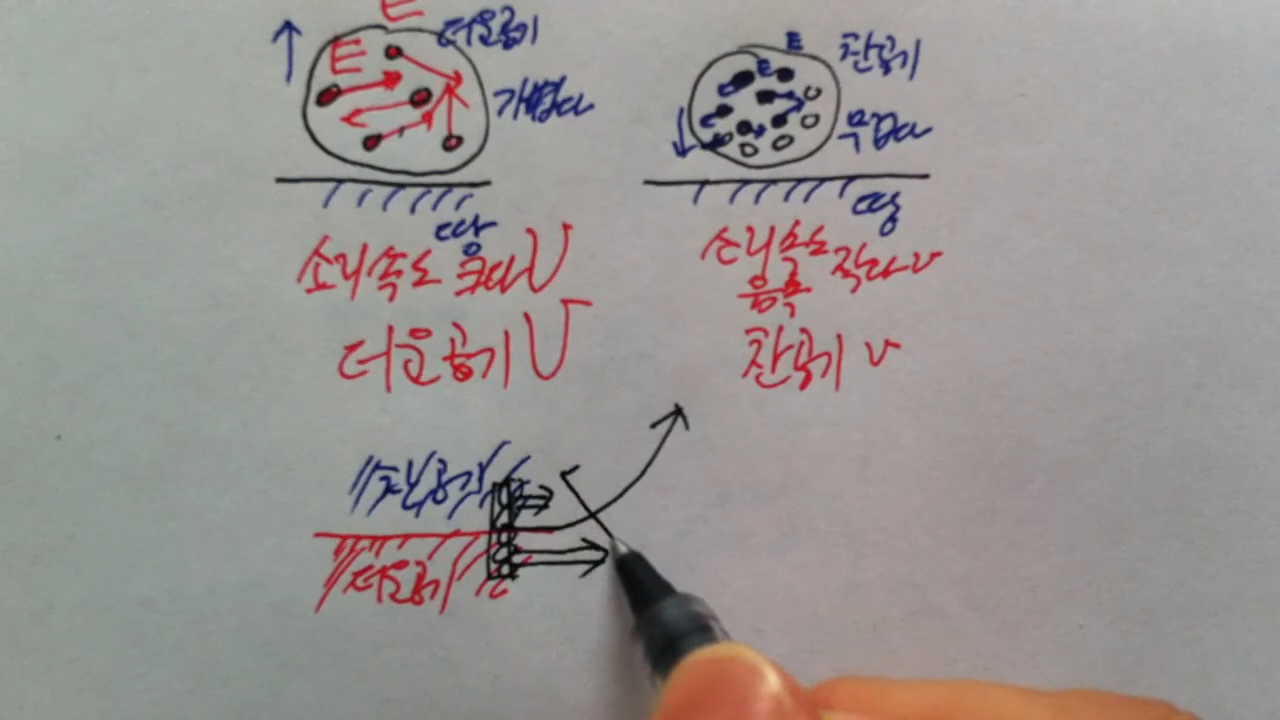 E
E 더운공기
가볍다
땅
소리속도 크다
더운공기
E
E 찬공기
무겁다
땅
소리속도 작다
음속
찬공기
찬공기
더운공기